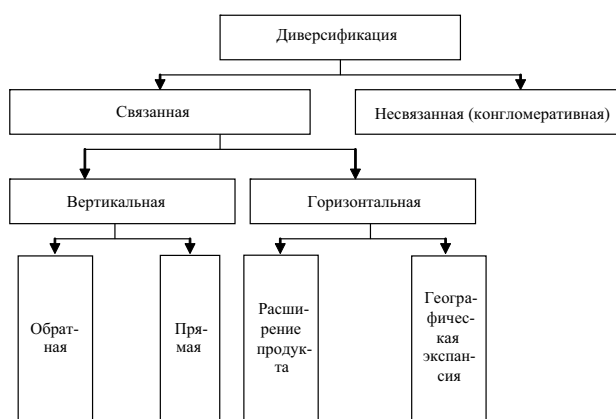 Диверсификация
Связанная
Несвязанная (конгломеративная)
Вертикальная
Горизонтальная
Обрат-
ная
Пря-
мая
Расши-
рение
продук-
та
Геогра-
фичес-
кая
экспан-
сия